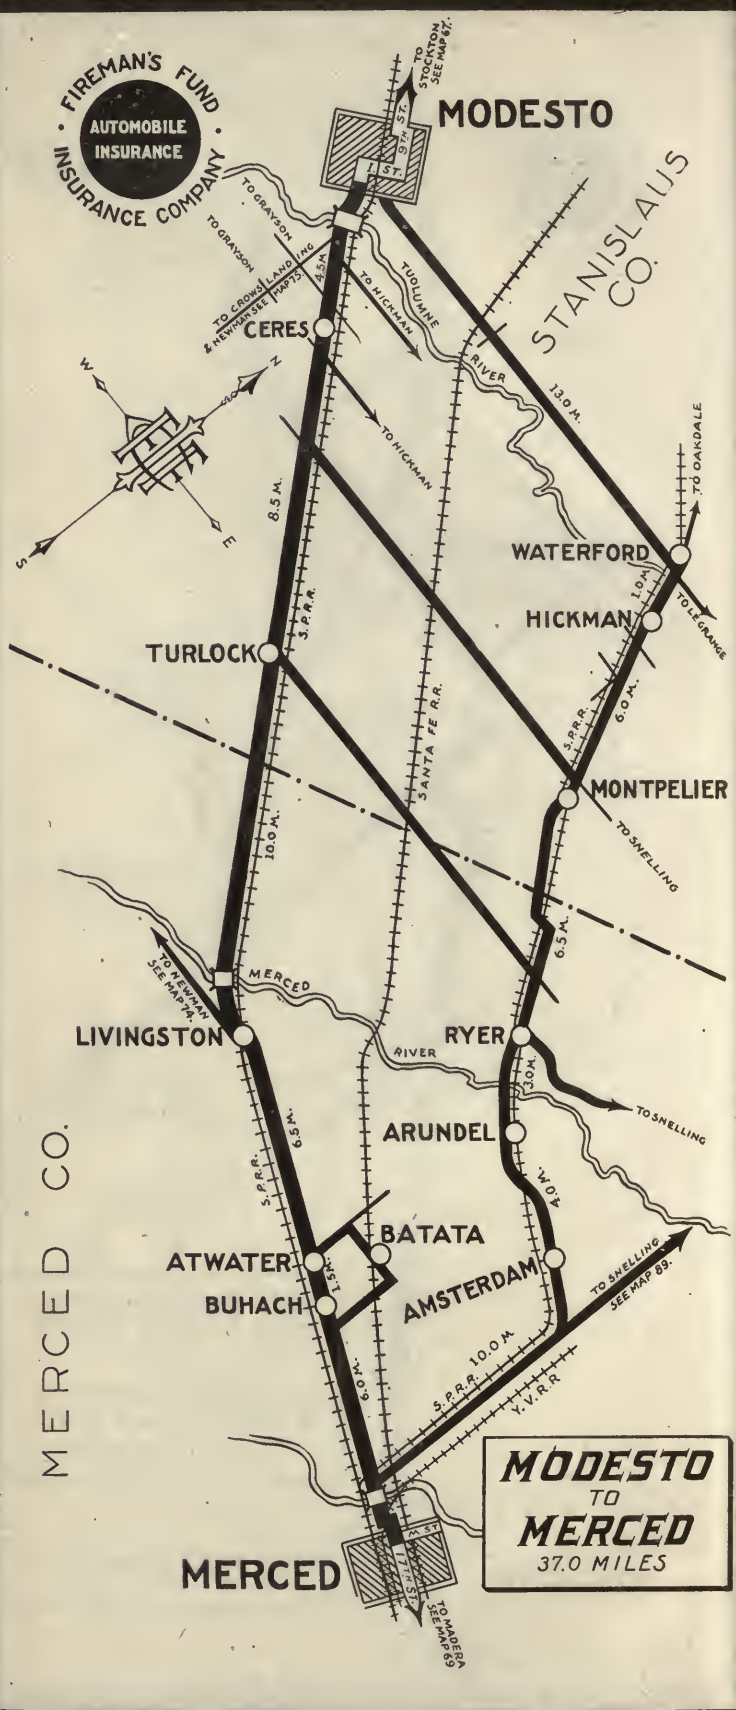 FIREMAN'S FUND
AUTOMOBILE
INSURANCE
INSURANCE COMPANY
TO
STOCKTON
SEE MAP 67.
MODESTO
9TH ST.
I ST.
STANISLAUS
CO.
TO GRAYSON
TO GRAYSON
TO CROWS LANDING
& NEWMAN SEE MAP 75.
4.5 M.
TO HICKMAN
TUOLUMNE
RIVER
CERES
13.0 M.
W
N
S
E
TO HICKMAN
TO OAKDALE
8.5 M.
WATERFORD
1.0 M.
HICKMAN
TO LE GRANGE
S.P.R.R.
TURLOCK
6.0 M.
S.P.R.R.
SANTA FE R.R.
MONTPELIER
10.0 M.
TO SNELLING
6.5 M.
MERCED
RIVER
TO NEWMAN
SEE MAP 74.
LIVINGSTON
RYER
3.0 M.
TO SNELLING
ARUNDEL
6.5 M.
S.P.R.R.
4.0 M.
MERCED CO.
BATATA
ATWATER
1.5 M.
BUHACH
AMSTERDAM
TO SNELLING
SEE MAP 89.
6.0 M.
10.0 M.
S.P.R.R.
Y.V.R.R
MODESTO
TO
MERCED
37.0 MILES
M ST
17TH ST.
MERCED
TO MADERA
SEE MAP 69